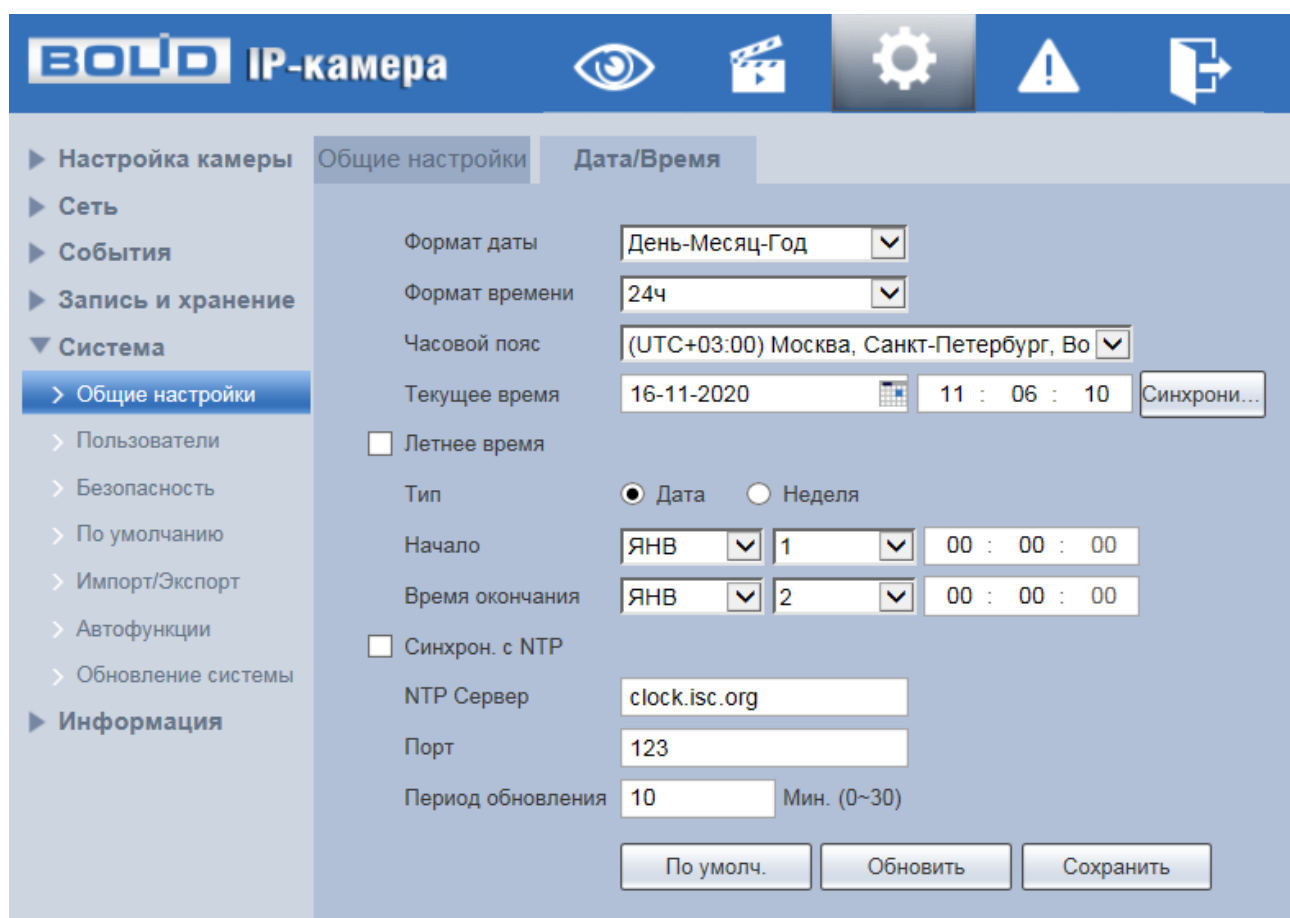 BOLID IP-камера
Настройка камеры
Сеть
События
Запись и хранение
Система
Общие настройки
Пользователи
Безопасность
По умолчанию
Импорт/Экспорт
Автофункции
Обновление системы
Информация
Общие настройки Дата/Время
Формат даты День-Месяц-Год
Формат времени 24ч
Часовой пояс (UTC+03:00) Москва, Санкт-Петербург, Во
Текущее время 16-11-2020 11 : 06 : 10 Синхрони...
Летнее время
Тип Дата Неделя
Начало ЯНВ 1 00 : 00 : 00
Время окончания ЯНВ 2 00 : 00 : 00
Синхрон. с NTP
NTP Сервер clock.isc.org
Порт 123
Период обновления 10 Мин. (0~30)
По умолч. Обновить Сохранить